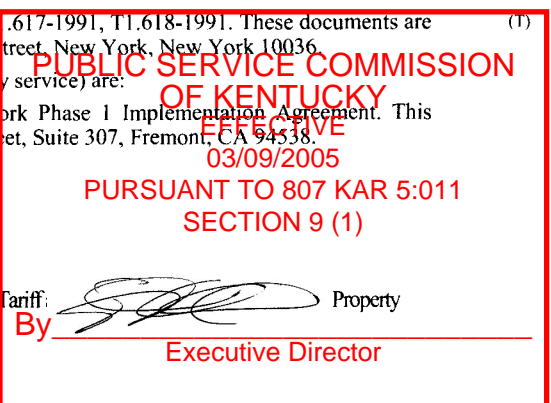 .617-1991, T1.618-1991. These documents are (T)
treet, New York, New York 10036.
PUBLIC SERVICE COMMISSION
y service) are:
OF KENTUCKY
ork Phase 1 Implementation Agreement. This
EFFECTIVE
et, Suite 307, Fremont, CA 94538.
03/09/2005
PURSUANT TO 807 KAR 5:011
SECTION 9 (1)
Tariff: Property
By
Executive Director